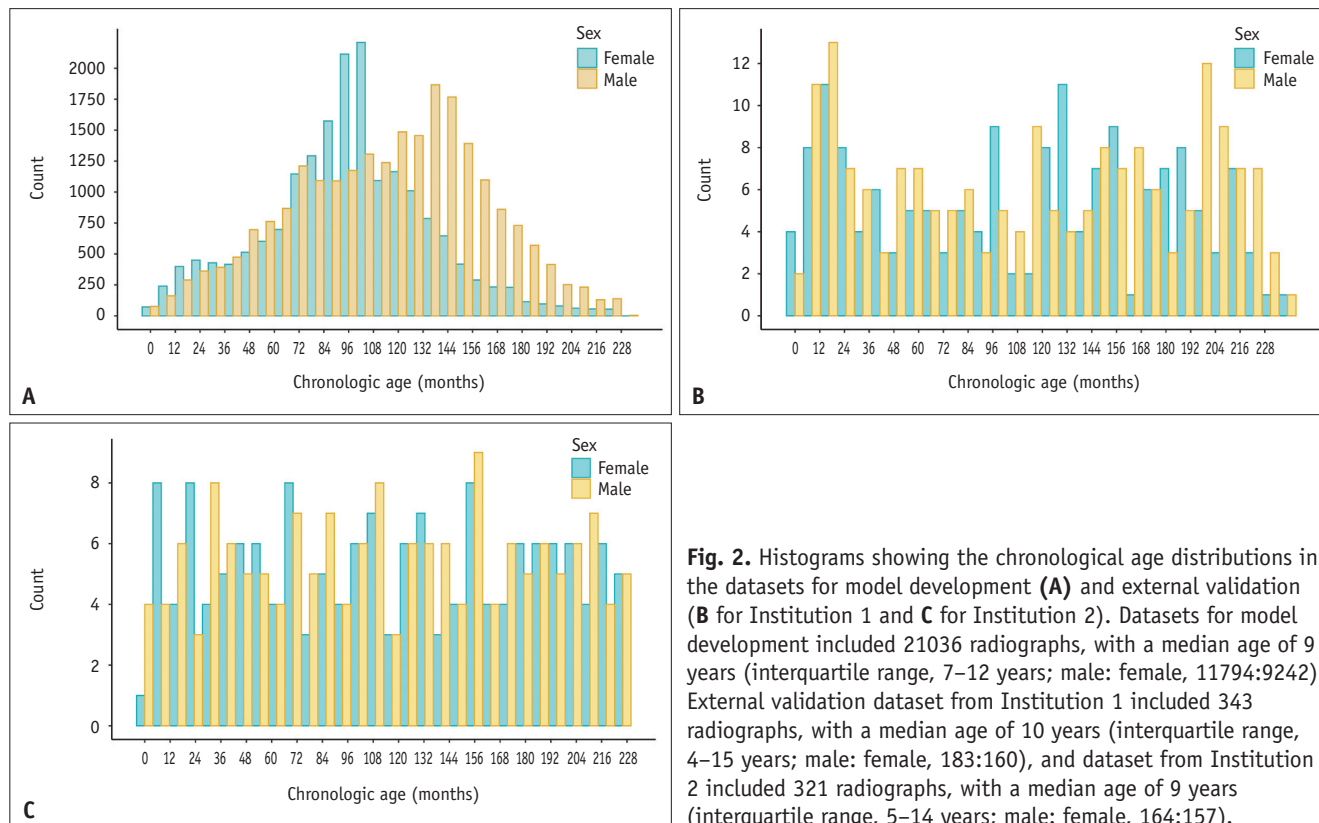 Sex
Female
Male
2000
1750
1500
1250
1000
750
500
250
0
Count
0 12 24 36 48 60 72 84 96 108 120 132 144 156 168 180 192 204 216 228
Chronologic age (months)
A
Sex
Female
Male
12
10
8
6
4
2
0
Count
0 12 24 36 48 60 72 84 96 108 120 132 144 156 168 180 192 204 216 228
Chronologic age (months)
B
Sex
Female
Male
8
6
4
2
0
Count
0 12 24 36 48 60 72 84 96 108 120 132 144 156 168 180 192 204 216 228
Chronologic age (months)
C
Fig. 2. Histograms showing the chronological age distributions in
the datasets for model development (A) and external validation
(B for Institution 1 and C for Institution 2). Datasets for model
development included 21036 radiographs, with a median age of 9
years (interquartile range, 7–12 years; male: female, 11794:9242)
External validation dataset from Institution 1 included 343
radiographs, with a median age of 10 years (interquartile range,
4–15 years; male: female, 183:160), and dataset from Institution
2 included 321 radiographs, with a median age of 9 years
(interquartile range, 5–14 years; male: female, 164:157).